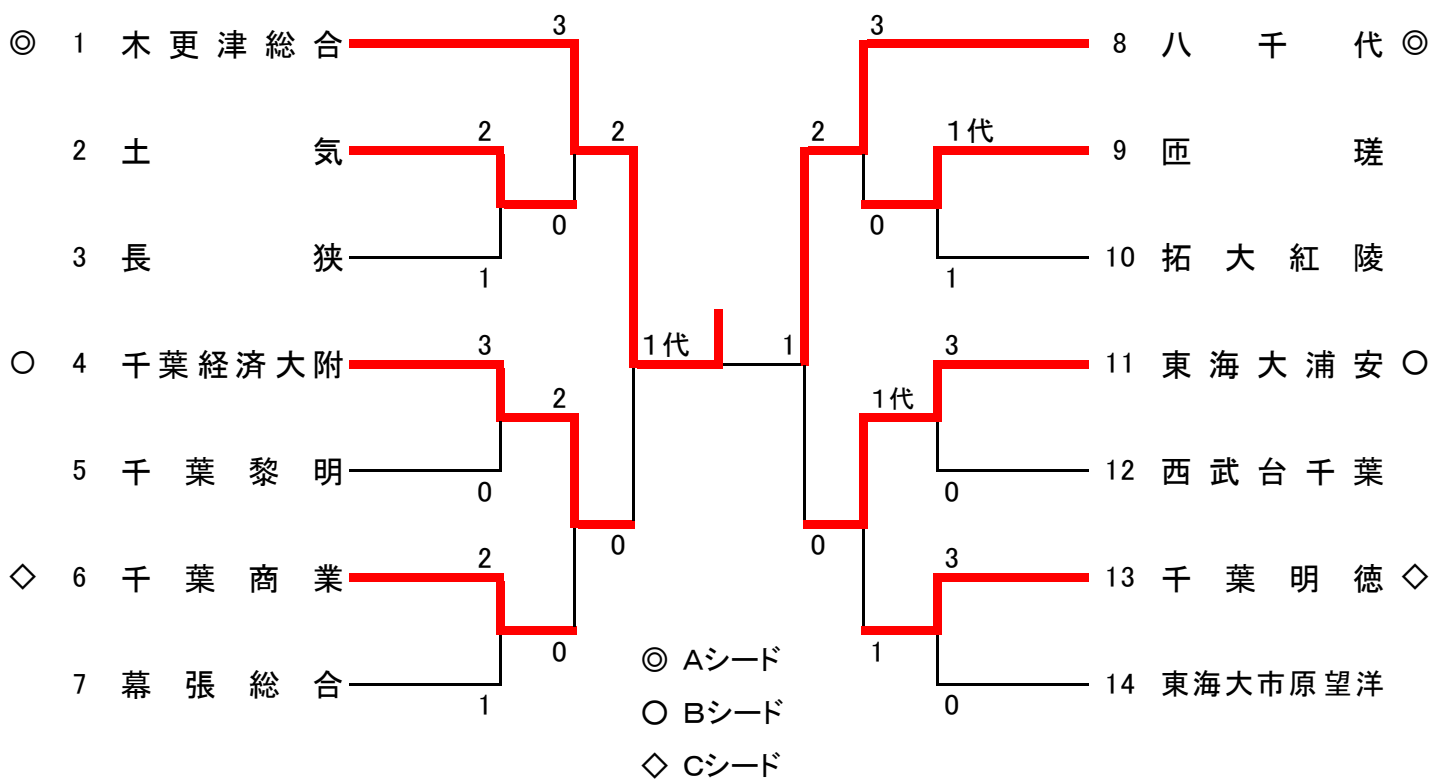 3 3
◎ 1 木更津総合 8 八千代 ◎
2 2 2 1代
2 土気 9 匝瑳
0 0
3 長狭 10 拓大紅陵
1 1
3 1代 1 3
○ 4 千葉経済大附 11 東海大浦安 ○
2 1代
5 千葉黎明 12 西武台千葉
0 0
0 0
2 3
◇ 6 千葉商業 13 千葉明徳 ◇
0 1
◎ Aシード
7 幕張総合 14 東海大市原望洋
1 0
○ Bシード
◇ Cシード